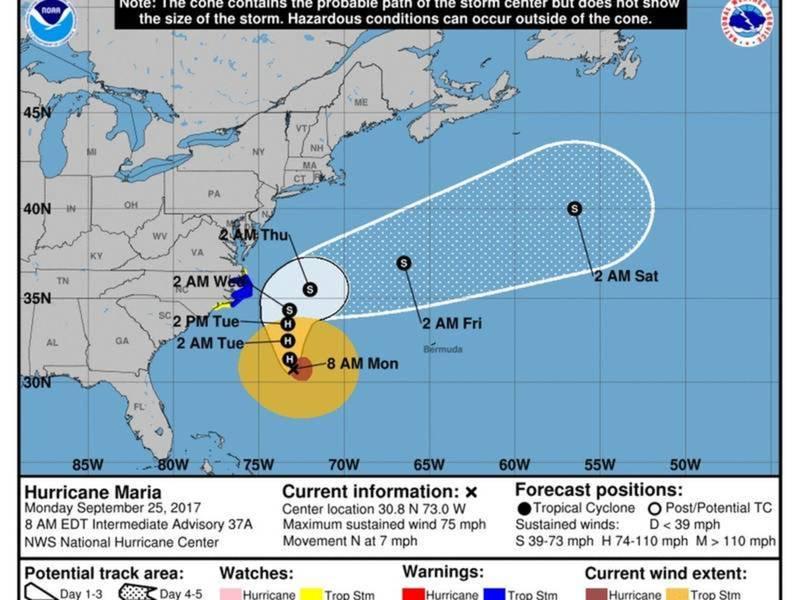 Note: The cone contains the probable path of the storm center but does not show
the size of the storm. Hazardous conditions can occur outside of the cone.
NOAA
45N
40N
35N
30N
ME
VT
NH
MI
NY
MA
CT
PA
IN
OH
NJ
WV
VA
KY
TN
NC
SC
AL
GA
FL
2 AM Thu
2 AM Wed
2 PM Tue
2 AM Tue
8 AM Mon
2 AM Fri
2 AM Sat
S
S
S
S
H
H
H
Bermuda
85W 80W 75W 70W 65W 60W 55W 50W
Hurricane Maria
Monday September 25, 2017
8 AM EDT Intermediate Advisory 37A
NWS National Hurricane Center
Current information: ×
Center location 30.8 N 73.0 W
Maximum sustained wind 75 mph
Movement N at 7 mph
Forecast positions:
Tropical Cyclone Post/Potential TC
Sustained winds: D < 39 mph
S 39-73 mph H 74-110 mph M > 110 mph
Potential track area:
Day 1-3 Day 4-5
Watches:
Hurricane Trop Stm
Warnings:
Hurricane Trop Stm
Current wind extent:
Hurricane Trop Stm